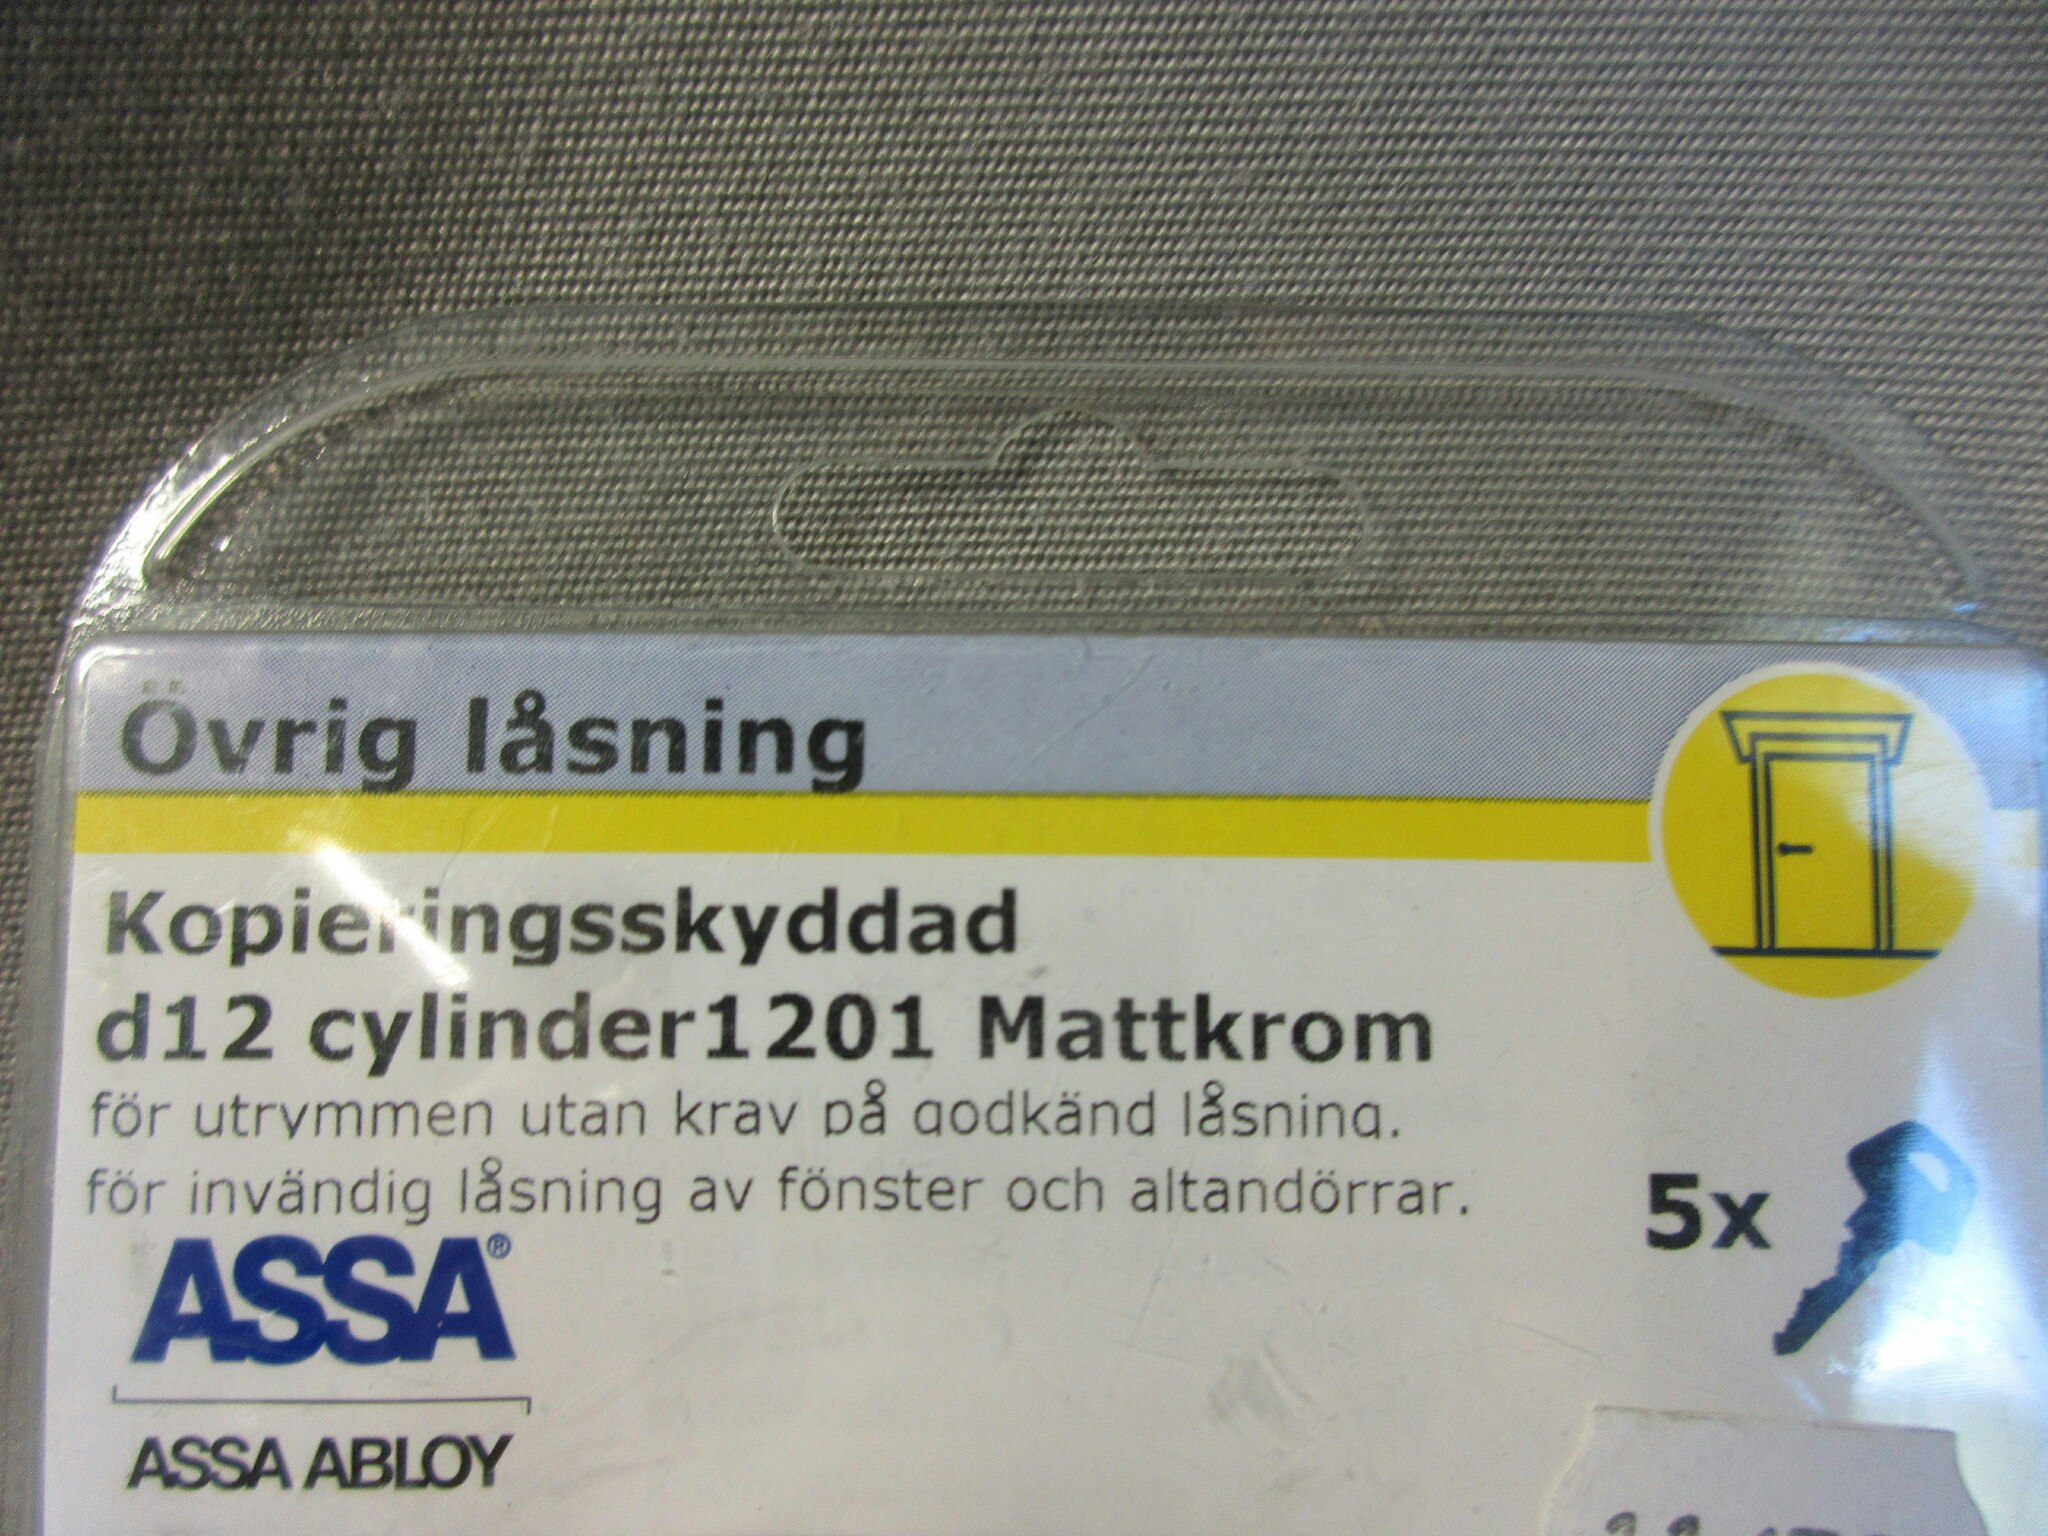 Övrig låsning
Kopieringsskyddad
d12 cylinder1201 Mattkrom
för utrymmen utan krav på godkänd låsning.
för invändig låsning av fönster och altandörrar.
5x
ASSA®
ASSA ABLOY